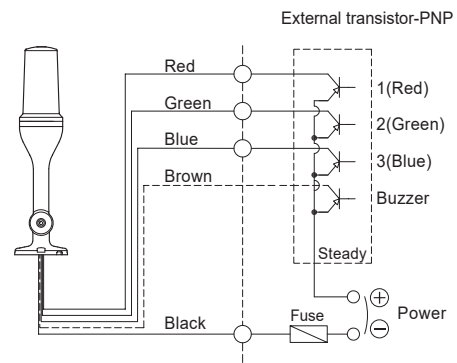 External transistor-PNP
Red
1(Red)
Green
2(Green)
Blue
3(Blue)
Brown
Buzzer
Steady
Black
Fuse
+
Power
−